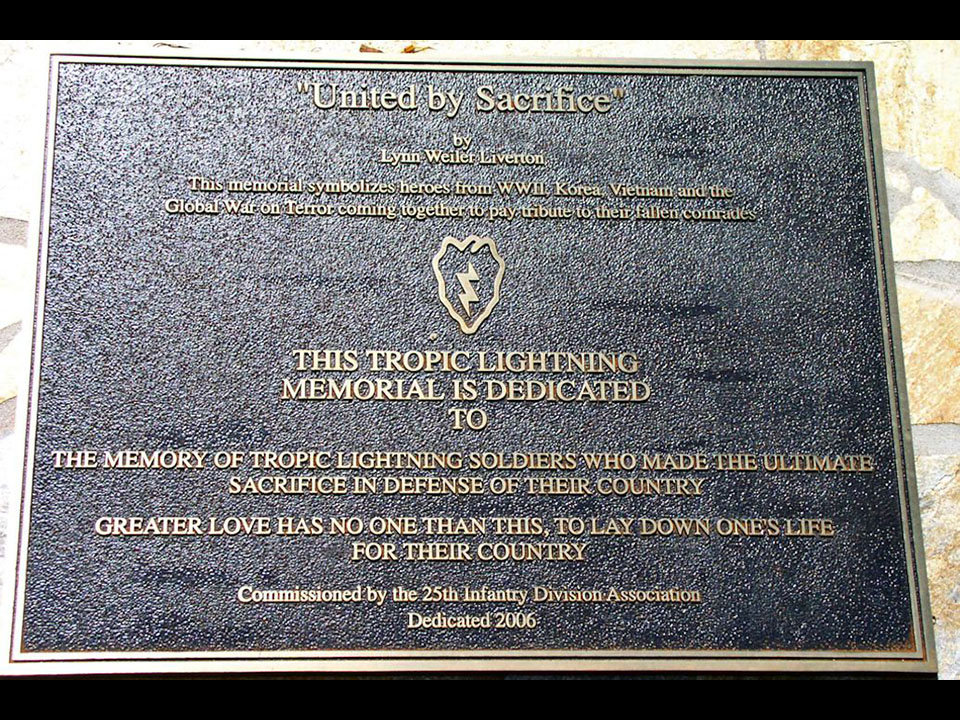 "United by Sacrifice"
by
Lynn Weiler Liverton
This memorial symbolizes heroes from WWII, Korea, Vietnam and the
Global War on Terror coming together to pay tribute to their fallen comrades
THIS TROPIC LIGHTNING
MEMORIAL IS DEDICATED
TO
THE MEMORY OF TROPIC LIGHTNING SOLDIERS WHO MADE THE ULTIMATE
SACRIFICE IN DEFENSE OF THEIR COUNTRY
GREATER LOVE HAS NO ONE THAN THIS, TO LAY DOWN ONE'S LIFE
FOR THEIR COUNTRY
Commissioned by the 25th Infantry Division Association
Dedicated 2006